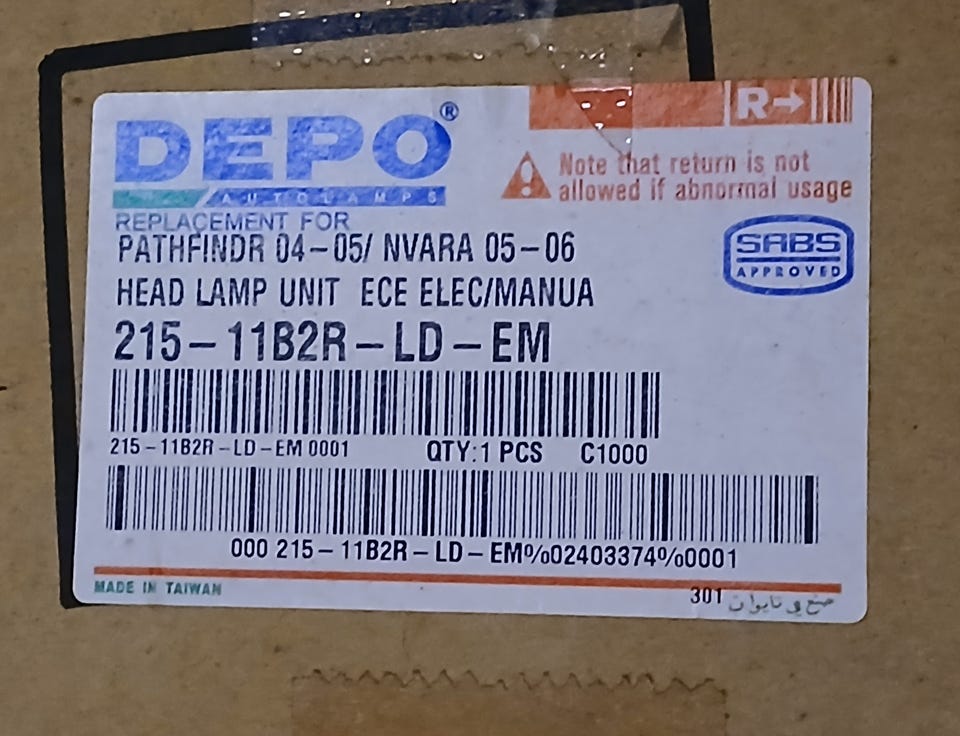 DEPO®
AUTOLAMPS
R→
Note that return is not
allowed if abnormal usage
REPLACEMENT FOR
PATHFINDR 04-05/ NVARA 05-06
SABS
APPROVED
HEAD LAMP UNIT ECE ELEC/MANUA
215-11B2R-LD-EM
215-11B2R-LD-EM 0001 QTY:1 PCS C1000
000 215-11B2R-LD-EM%02403374%0001
MADE IN TAIWAN
301 صنع في تايوان